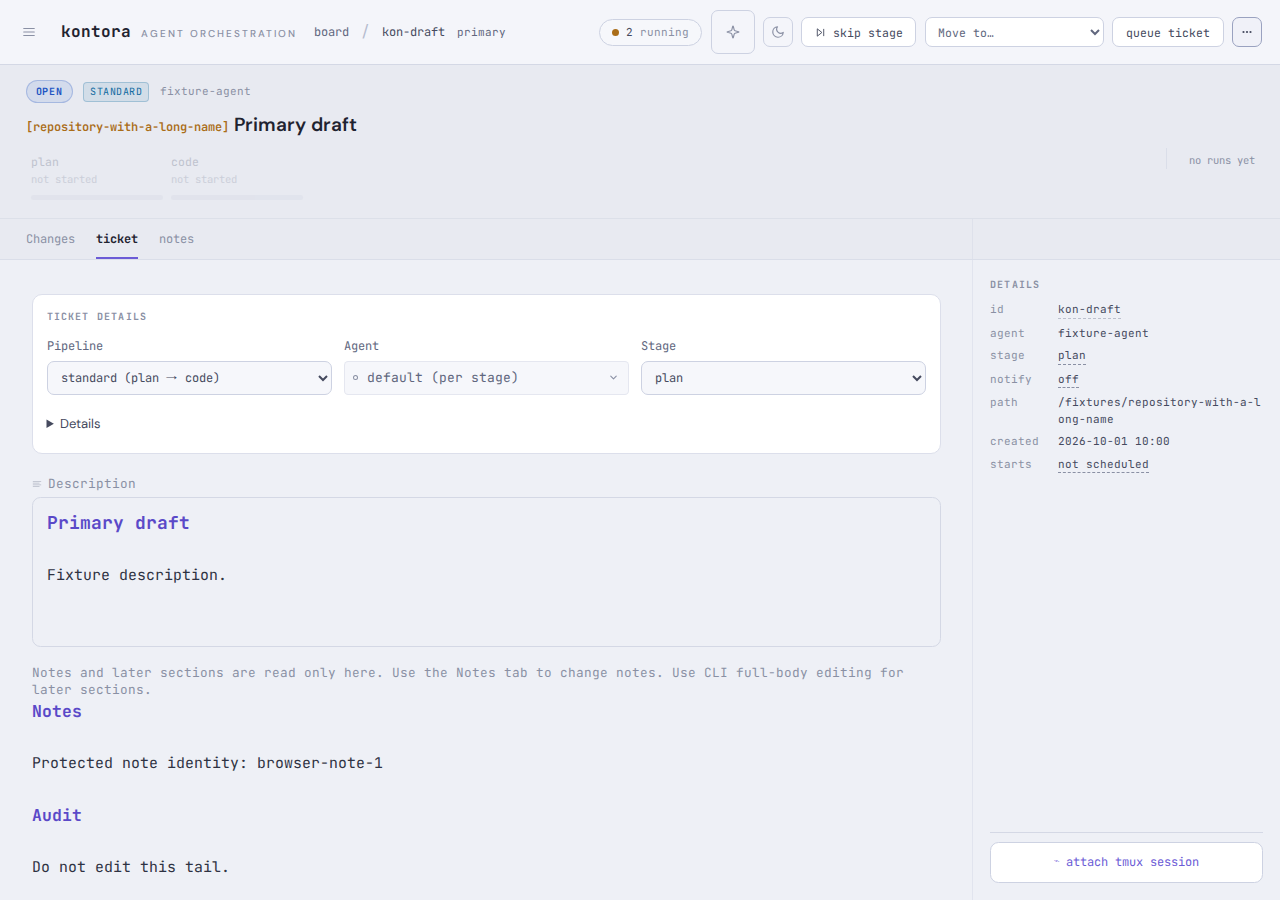 kontora AGENT ORCHESTRATION board / kon-draft primary 2 running skip stage Move to… queue ticket ···
OPEN STANDARD fixture-agent
[repository-with-a-long-name] Primary draft
plan code no runs yet
not started not started
Changes ticket notes
TICKET DETAILS
Pipeline Agent Stage
standard (plan → code) default (per stage) plan
Details
Description
Primary draft
Fixture description.
Notes and later sections are read only here. Use the Notes tab to change notes. Use CLI full-body editing for
later sections.
Notes
Protected note identity: browser-note-1
Audit
Do not edit this tail.
DETAILS
id kon-draft
agent fixture-agent
stage plan
notify off
path /fixtures/repository-with-a-l
ong-name
created 2026-10-01 10:00
starts not scheduled
~ attach tmux session